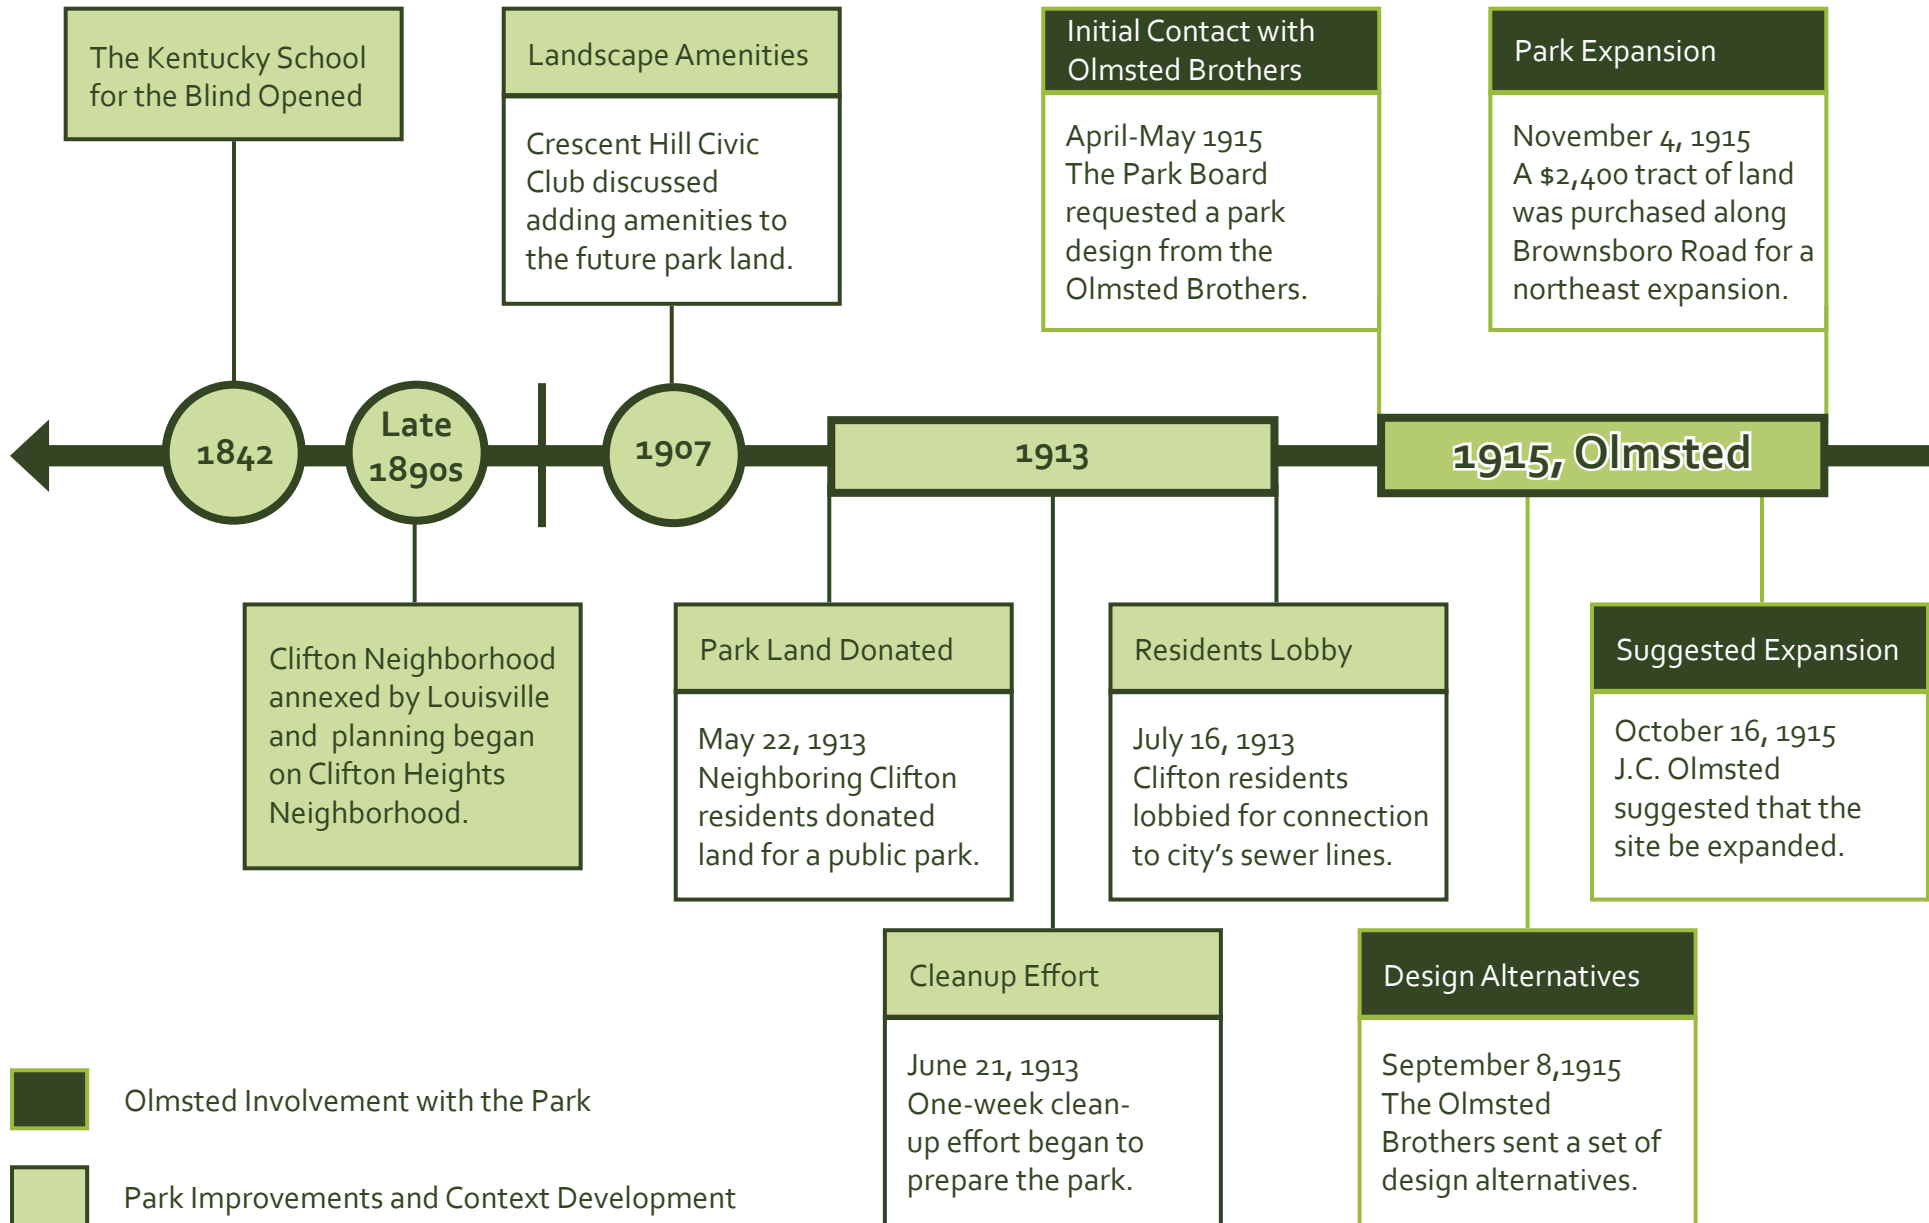 The Kentucky School
for the Blind Opened
Landscape Amenities
Crescent Hill Civic
Club discussed
adding amenities to
the future park land.
Initial Contact with
Olmsted Brothers
April-May 1915
The Park Board
requested a park
design from the
Olmsted Brothers.
Park Expansion
November 4, 1915
A $2,400 tract of land
was purchased along
Brownsboro Road for a
northeast expansion.
1842
Late
1890s
1907
1913
1915, Olmsted
Clifton Neighborhood
annexed by Louisville
and  planning began
on Clifton Heights
Neighborhood.
Park Land Donated
May 22, 1913
Neighboring Clifton
residents donated
land for a public park.
Residents Lobby
July 16, 1913
Clifton residents
lobbied for connection
to city's sewer lines.
Suggested Expansion
October 16, 1915
J.C. Olmsted
suggested that the
site be expanded.
Cleanup Effort
June 21, 1913
One-week clean-
up effort began to
prepare the park.
Design Alternatives
September 8,1915
The Olmsted
Brothers sent a set of
design alternatives.
Olmsted Involvement with the Park
Park Improvements and Context Development